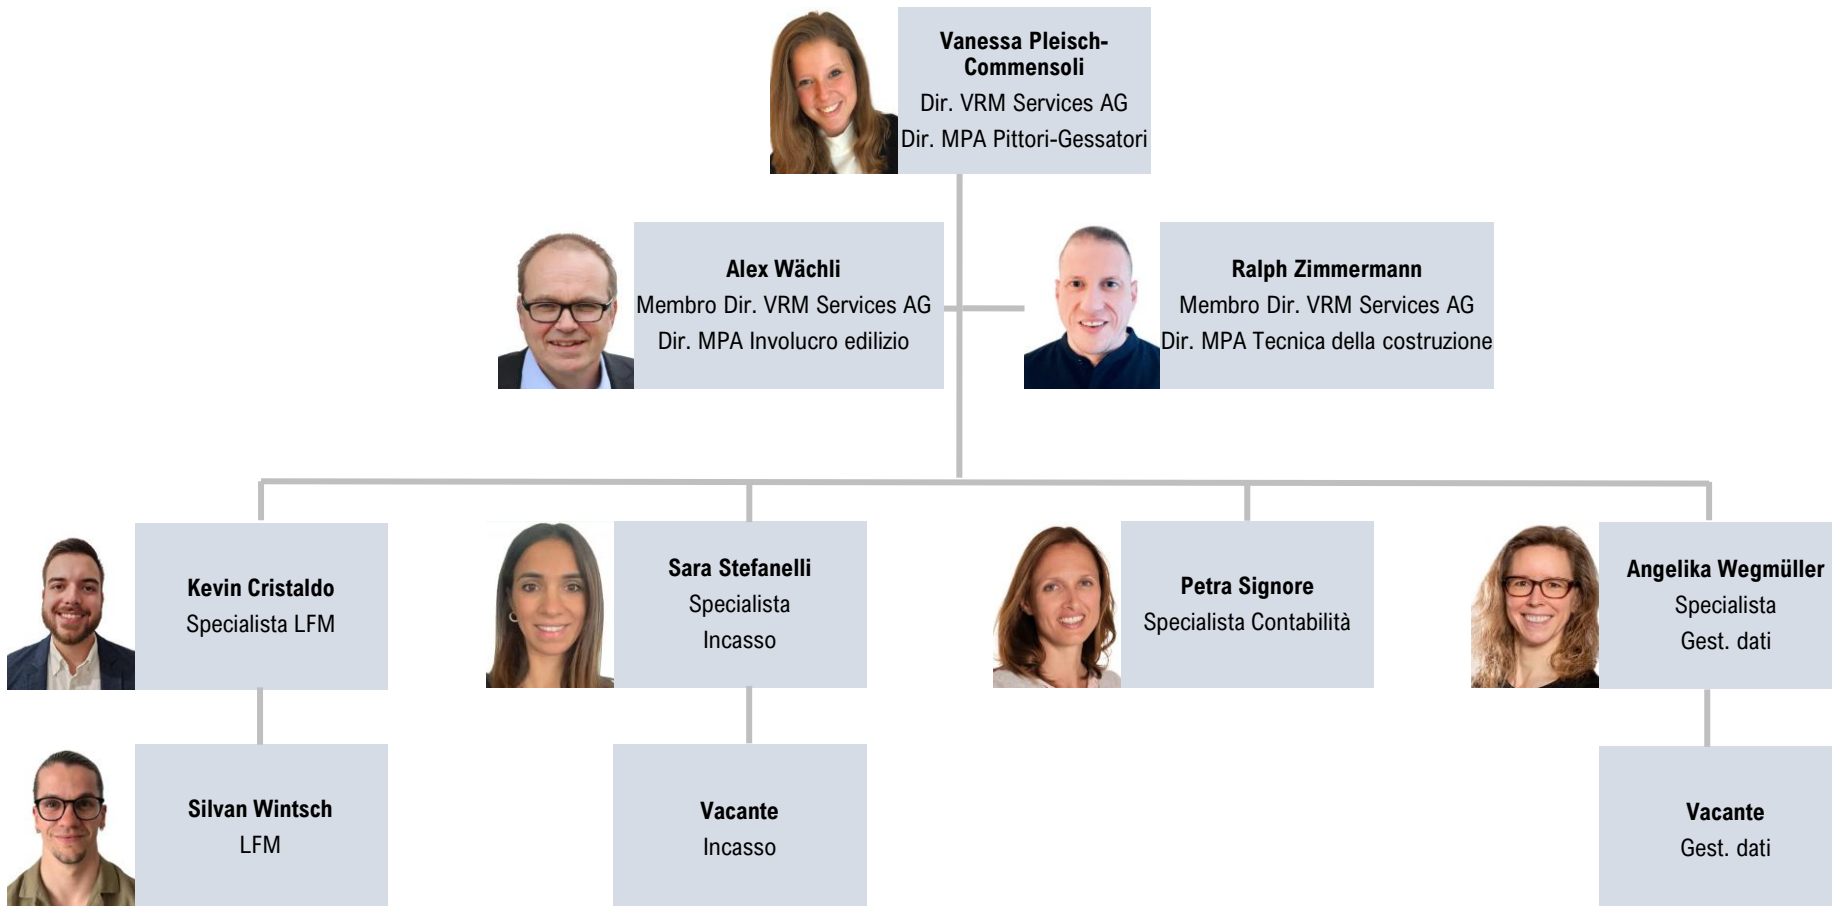 Vanessa Pleisch-
Commensoli
Dir. VRM Services AG
Dir. MPA Pittori-Gessatori
Alex Wächli
Membro Dir. VRM Services AG
Dir. MPA Involucro edilizio
Ralph Zimmermann
Membro Dir. VRM Services AG
Dir. MPA Tecnica della costruzione
Kevin Cristaldo
Specialista LFM
Sara Stefanelli
Specialista
Incasso
Petra Signore
Specialista Contabilità
Angelika Wegmüller
Specialista
Gest. dati
Silvan Wintsch
LFM
Vacante
Incasso
Vacante
Gest. dati